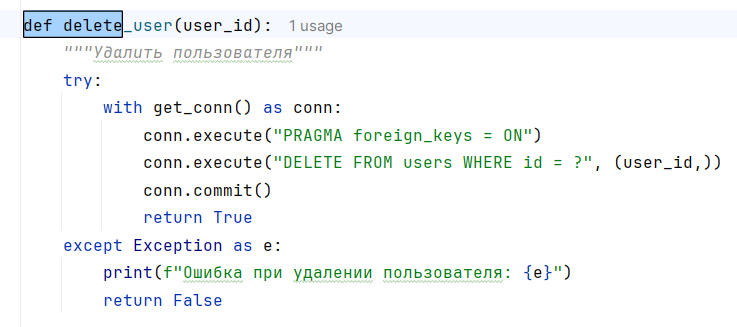 def delete_user(user_id):  1 usage
    """Удалить пользователя"""
    try:
        with get_conn() as conn:
            conn.execute("PRAGMA foreign_keys = ON")
            conn.execute("DELETE FROM users WHERE id = ?", (user_id,))
            conn.commit()
            return True
    except Exception as e:
        print(f"Ошибка при удалении пользователя: {e}")
        return False